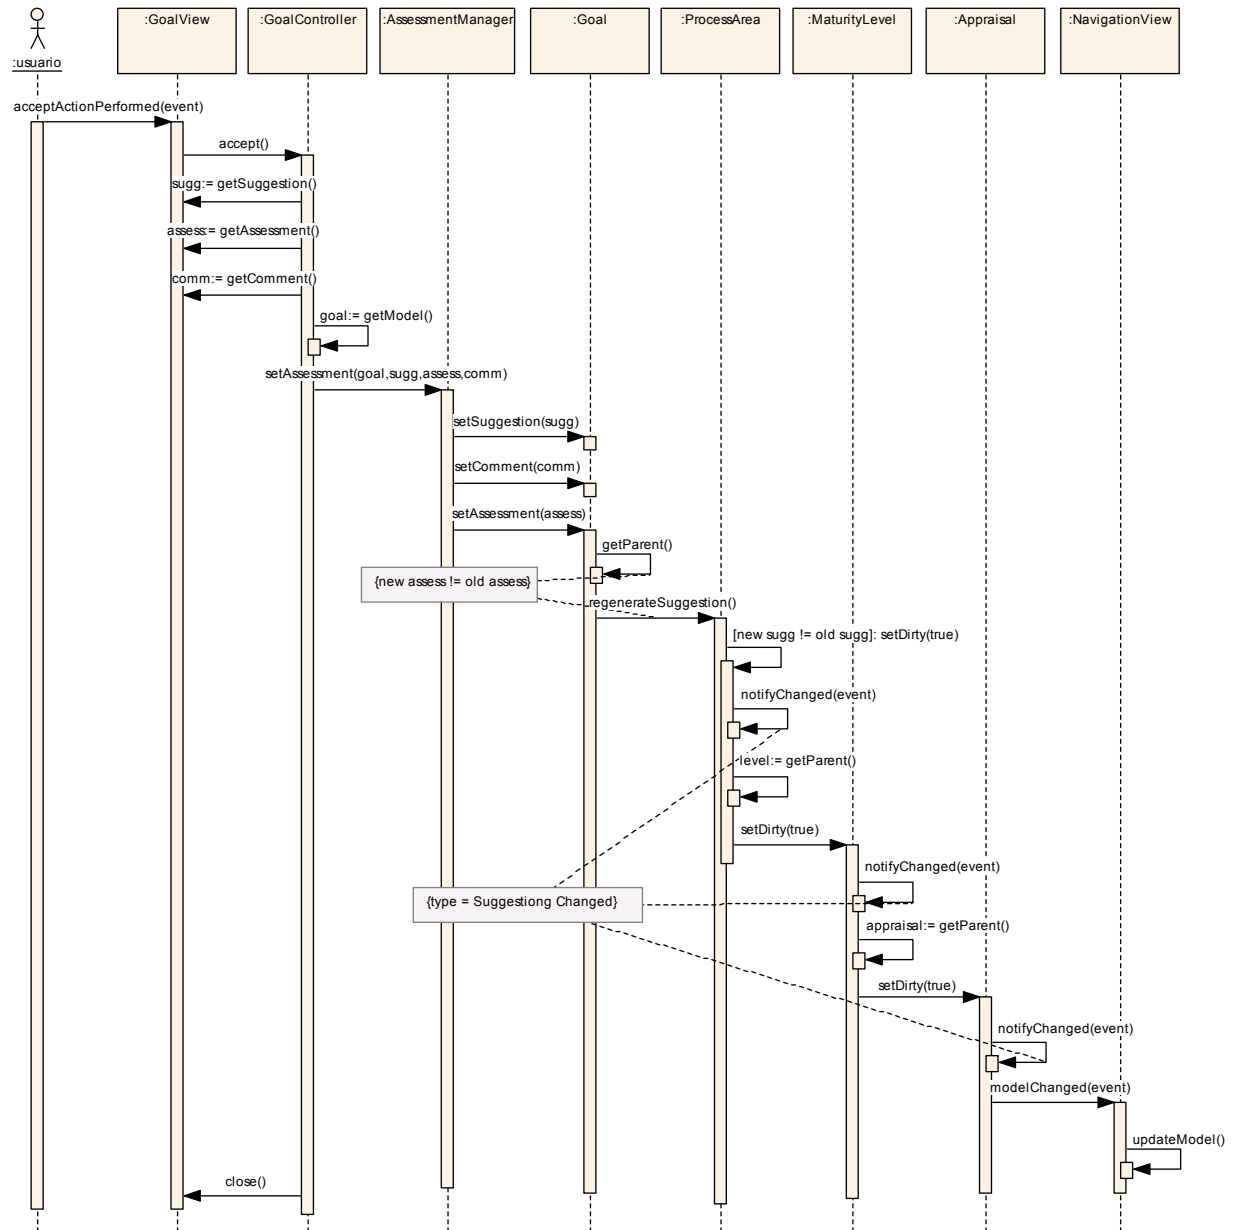 :GoalView
:GoalController
:AssessmentManager
:Goal
:ProcessArea
:MaturityLevel
:Appraisal
:NavigationView
:usuario
acceptActionPerformed(event)
accept()
sugg:= getSuggestion()
assess:= getAssessment()
comm:= getComment()
goal:= getModel()
setAssessment(goal,sugg,assess,comm)
setSuggestion(sugg)
setComment(comm)
setAssessment(assess)
getParent()
{new assess != old assess}
regenerateSuggestion()
[new sugg != old sugg]: setDirty(true)
notifyChanged(event)
level:= getParent()
setDirty(true)
notifyChanged(event)
{type = Suggestiong Changed}
appraisal:= getParent()
setDirty(true)
notifyChanged(event)
modelChanged(event)
updateModel()
close()